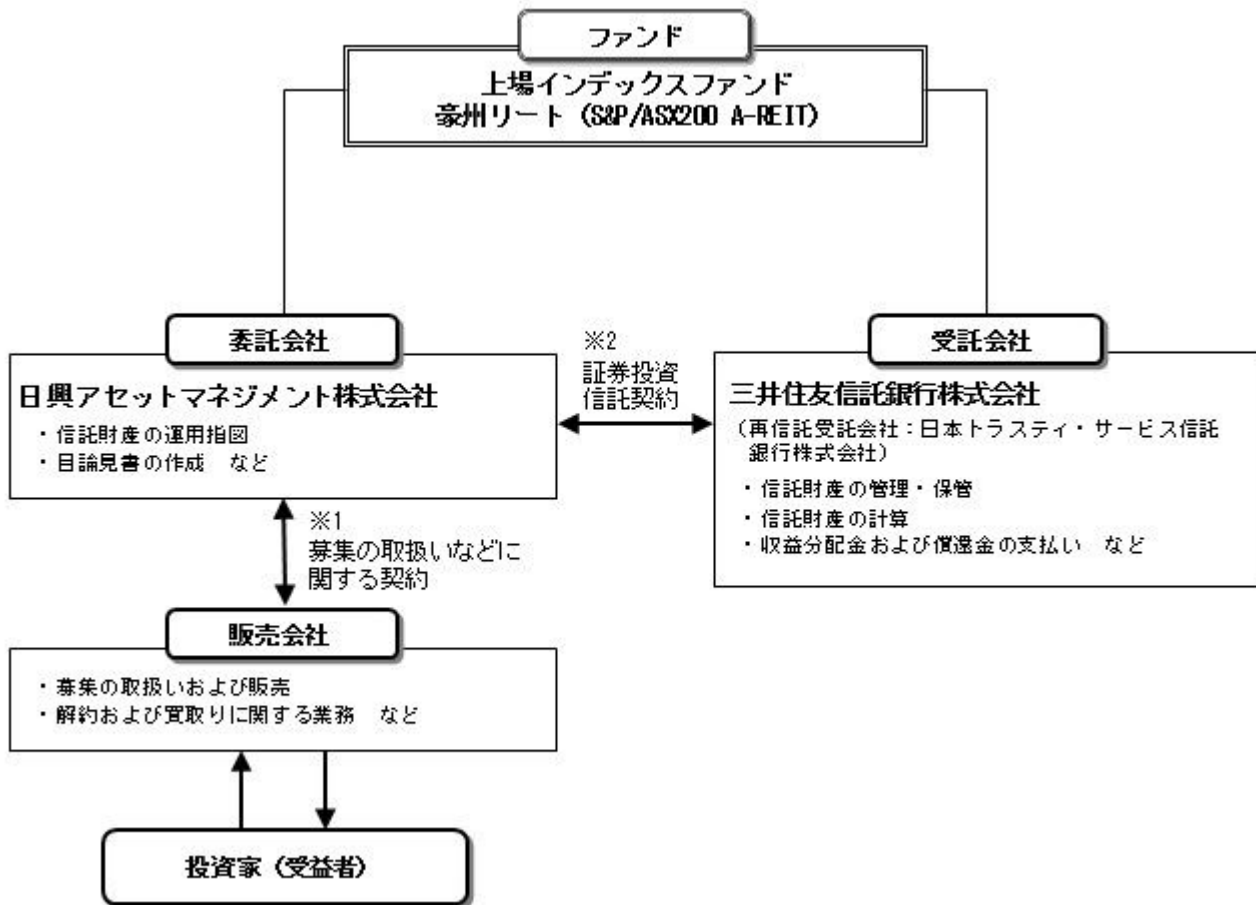 ファンド
上場インデックスファンド
豪州リート（S&P/ASX200 A-REIT）
委託会社
日興アセットマネジメント株式会社
・信託財産の運用指図
・目論見書の作成　など
※2
証券投資
信託契約
受託会社
三井住友信託銀行株式会社
（再信託受託会社：日本トラスティ・サービス信託
銀行株式会社）
・信託財産の管理・保管
・信託財産の計算
・収益分配金および償還金の支払い　など
※1
募集の取扱いなどに
関する契約
販売会社
・募集の取扱いおよび販売
・解約および買取りに関する業務　など
投資家（受益者）